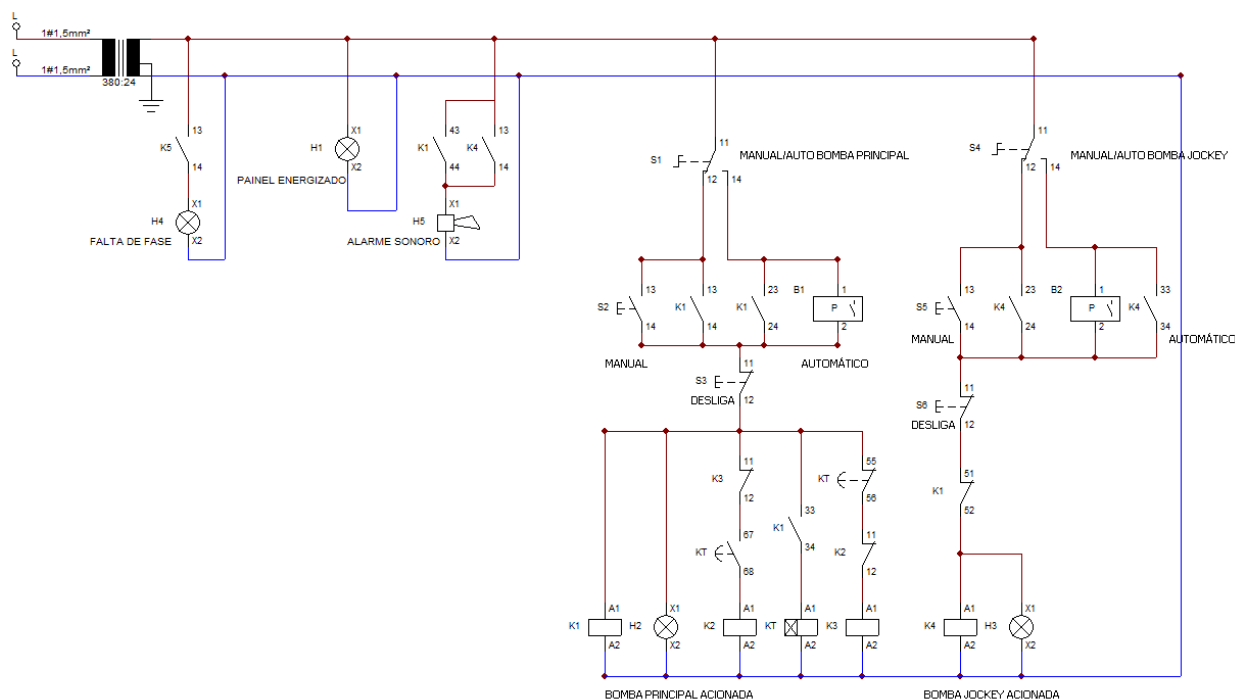 L
1#1,5mm²
L
1#1,5mm²
380:24
13
K5
14
X1
H4
X2
FALTA DE FASE
X1
H1
X2
PAINEL ENERGIZADO
43
K1
44
13
K4
14
X1
H5
X2
ALARME SONORO
11
S1
MANUAL/AUTO BOMBA PRINCIPAL
12
14
11
S4
MANUAL/AUTO BOMBA JOCKEY
12
14
13
S2
14
13
K1
14
23
K1
24
B1
1
P
2
MANUAL
AUTOMÁTICO
13
S5
14
23
K4
24
B2
1
P
2
33
K4
34
MANUAL
AUTOMÁTICO
11
S3
DESLIGA
12
11
S6
DESLIGA
12
11
K3
12
55
KT
56
51
K1
52
67
KT
68
33
K1
34
11
K2
12
A1
K1
A2
X1
H2
X2
A1
K2
A2
A1
KT
A2
A1
K3
A2
A1
K4
A2
X1
H3
X2
BOMBA PRINCIPAL ACIONADA
BOMBA JOCKEY ACIONADA